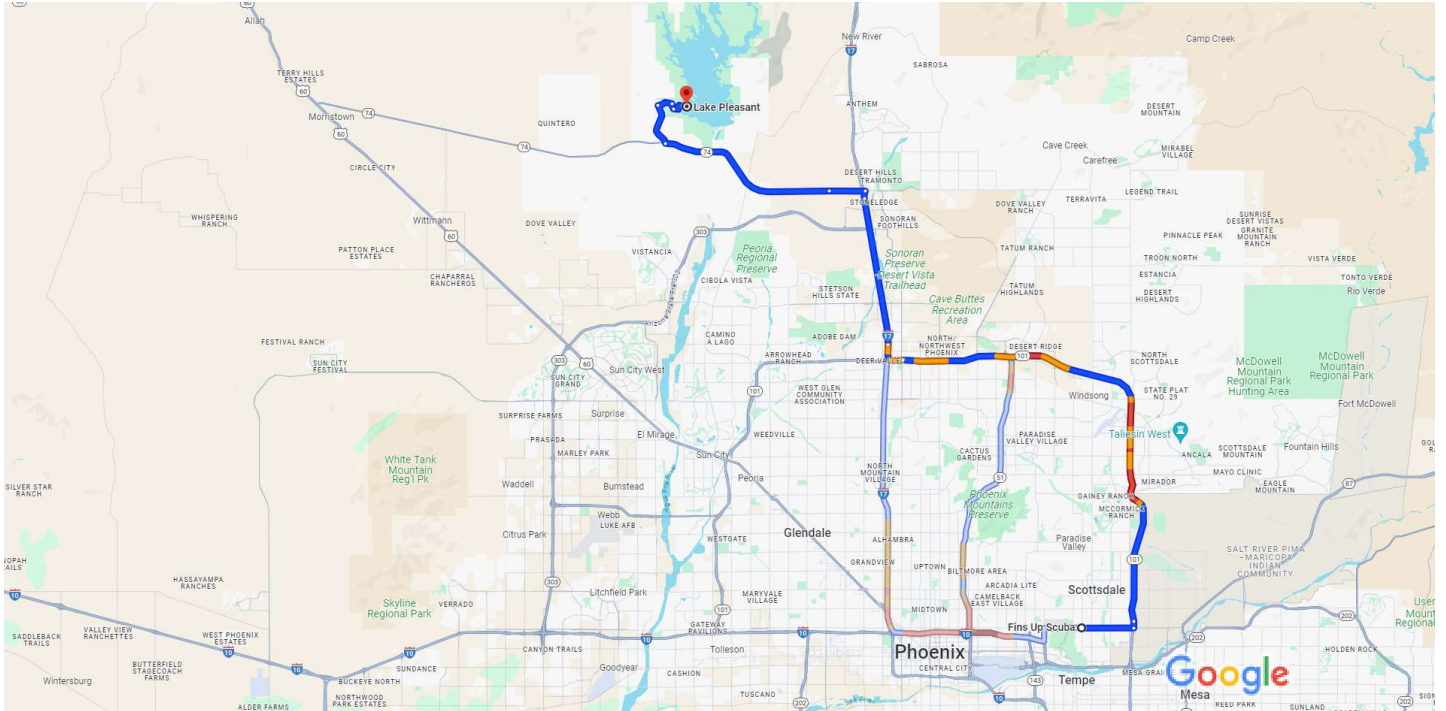 Allah
New River
Camp Creek
17
SABROSA
TERRY HILLS
ESTATES
60
Lake Pleasant
ANTHEM
DESERT
MOUNTAIN
Morristown
74
QUINTERO
60
74
74
Cave Creek
Carefree
MIRABEL
VILLAGE
CIRCLE CITY
DESERT HILLS
TRAMONTO
LEGEND TRAIL
STONELEDGE
DOVE VALLEY
RANCH
TERRAVITA
WHISPERING
RANCH
Wittmann
DOVE VALLEY
303
SONORAN
FOOTHILLS
SUNRISE
DESERT VISTAS
GRANITE
MOUNTAIN
RANCH
PINNACLE PEAK
60
PATTON PLACE
ESTATES
VISTANCIA
Peoria
Regional
Preserve
TATUM RANCH
TROON NORTH
VISTA VERDE
CHAPARRAL
RANCHEROS
CIBOLA VISTA
Sonoran
Preserve
Desert Vista
Trailhead
ESTANCIA
TONTO VERDE
STETSON
HILLS STATE
TATUM
HIGHLANDS
DESERT
HIGHLANDS
Rio Verde
Cave Buttes
Recreation
Area
FESTIVAL RANCH
CAMINO
A LAGO
ADOBE DAM
17
NORTH/
NORTHWEST
PHOENIX
DESERT RIDGE
101
NORTH
SCOTTSDALE
SUN CITY
FESTIVAL
303
60
ARROWHEAD
RANCH
DEER VALLEY
McDowell
Mountain
Regional Park
Hunting Area
McDowell
Mountain
Regional Park
SUN CITY
GRAND
Sun City West
101
WEST GLEN
COMMUNITY
ASSOCIATION
Windsong
STATE PLAT
NO. 29
Fort McDowell
SURPRISE FARMS
Surprise
El Mirage
WEEDVILLE
PARADISE
VALLEY VILLAGE
Taliesin West
PRASADA
MARLEY PARK
Sun City
CACTUS
GARDENS
ANCALA
SCOTTSDALE
MOUNTAIN
Fountain Hills
White Tank
Mountain
Reg'l Pk
NORTH
MOUNTAIN
VILLAGE
51
MAYO CLINIC
SILVER STAR
RANCH
Waddell
Bumstead
Peoria
17
MIRADOR
EAGLE
MOUNTAIN
87
Phoenix
Mountains
Preserve
GAINEY RANCH
MCCORMICK
RANCH
Webb
LUKE AFB
Citrus Park
WESTGATE
Glendale
ALHAMBRA
Paradise
Valley
GRANDVIEW
UPTOWN
BILTMORE AREA
101
SALT RIVER PIMA
–MARICOPA
INDIAN
COMMUNITY
HASSAYAMPA
RANCHES
303
ARCADIA LITE
CAMELBACK
EAST VILLAGE
Scottsdale
10
Skyline
Regional Park
VERRADO
Litchfield Park
MARYVALE
VILLAGE
101
MIDTOWN
202
SADDLEBACK
TRAILS
VALLEY VIEW
RANCHETTES
WEST PHOENIX
ESTATES
GATEWAY
PAVILIONS
Fins Up Scuba
10
10
10
10
CANYON TRAILS
Tolleson
Phoenix
202
HOLDEN ROCK
BUTTERFIELD
STAGECOACH
FARMS
10
SUNDANCE
Goodyear
CASHION
CENTRAL CITY
Google
Wintersburg
BUCKEYE NORTH
143
Tempe
Mesa
ALDER FARMS
NORTHWOOD
PARK ESTATES
TUSCANO
202
10
REED PARK
SUNLAND